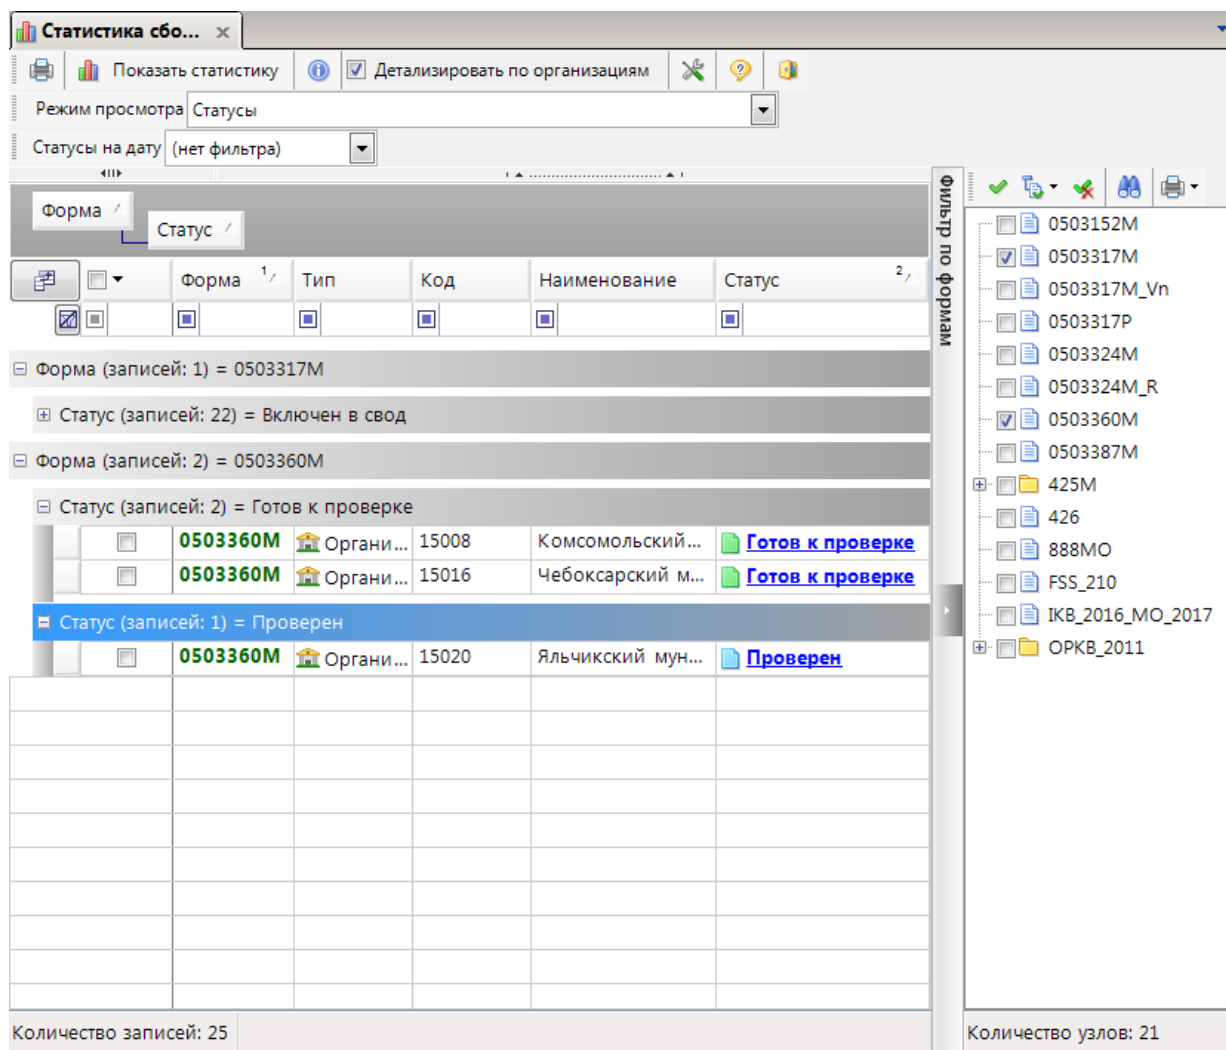 Статистика сбо...
Показать статистику Детализировать по организациям
Режим просмотра Статусы
Статусы на дату (нет фильтра)
Форма
Статус
Форма 1 Тип Код Наименование Статус 2
Форма (записей: 1) = 0503317M
Статус (записей: 22) = Включен в свод
Форма (записей: 2) = 0503360M
Статус (записей: 2) = Готов к проверке
0503360M Органи... 15008 Комсомольский... Готов к проверке
0503360M Органи... 15016 Чебоксарский м... Готов к проверке
Статус (записей: 1) = Проверен
0503360M Органи... 15020 Яльчикский мун... Проверен
Количество записей: 25
Фильтр по формам
0503152M
0503317M
0503317M_Vn
0503317P
0503324M
0503324M_R
0503360M
0503387M
425M
426
888MO
FSS_210
IKB_2016_MO_2017
OPKB_2011
Количество узлов: 21